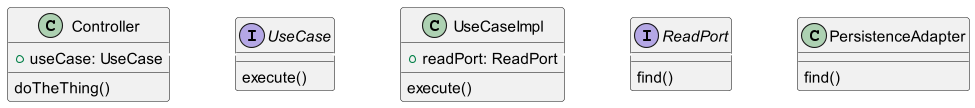 C Controller
useCase: UseCase
doTheThing()
I UseCase
execute()
C UseCaseImpl
readPort: ReadPort
execute()
I ReadPort
find()
C PersistenceAdapter
find()